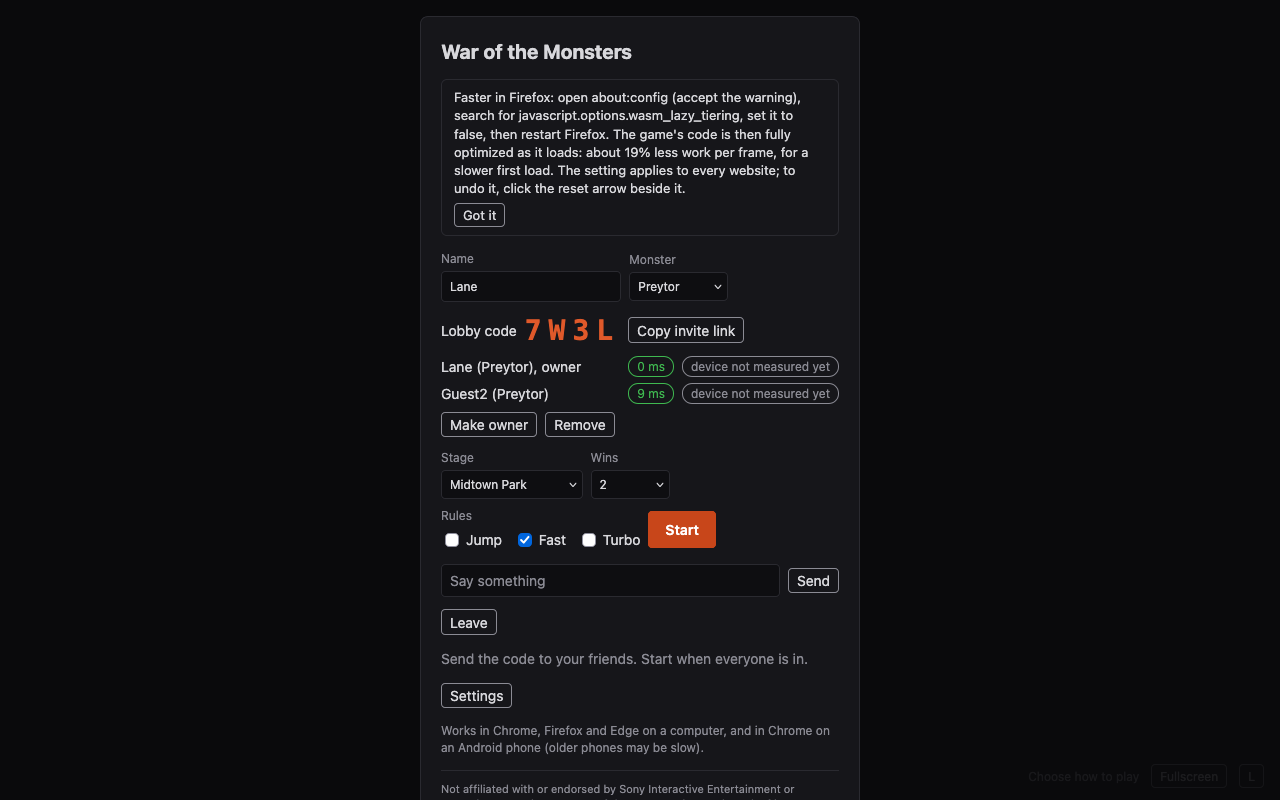 War of the Monsters
Faster in Firefox: open about:config (accept the warning),
search for javascript.options.wasm_lazy_tiering, set it to
false, then restart Firefox. The game's code is then fully
optimized as it loads: about 19% less work per frame, for a
slower first load. The setting applies to every website; to
undo it, click the reset arrow beside it.
Got it
Name Monster
Lane Preytor
Lobby code 7W3L Copy invite link
Lane (Preytor), owner 0 ms device not measured yet
Guest2 (Preytor) 9 ms device not measured yet
Make owner Remove
Stage Wins
Midtown Park 2
Rules
Jump Fast Turbo Start
Say something Send
Leave
Send the code to your friends. Start when everyone is in.
Settings
Works in Chrome, Firefox and Edge on a computer, and in Chrome on
an Android phone (older phones may be slow).
Choose how to play Fullscreen L
Not affiliated with or endorsed by Sony Interactive Entertainment or